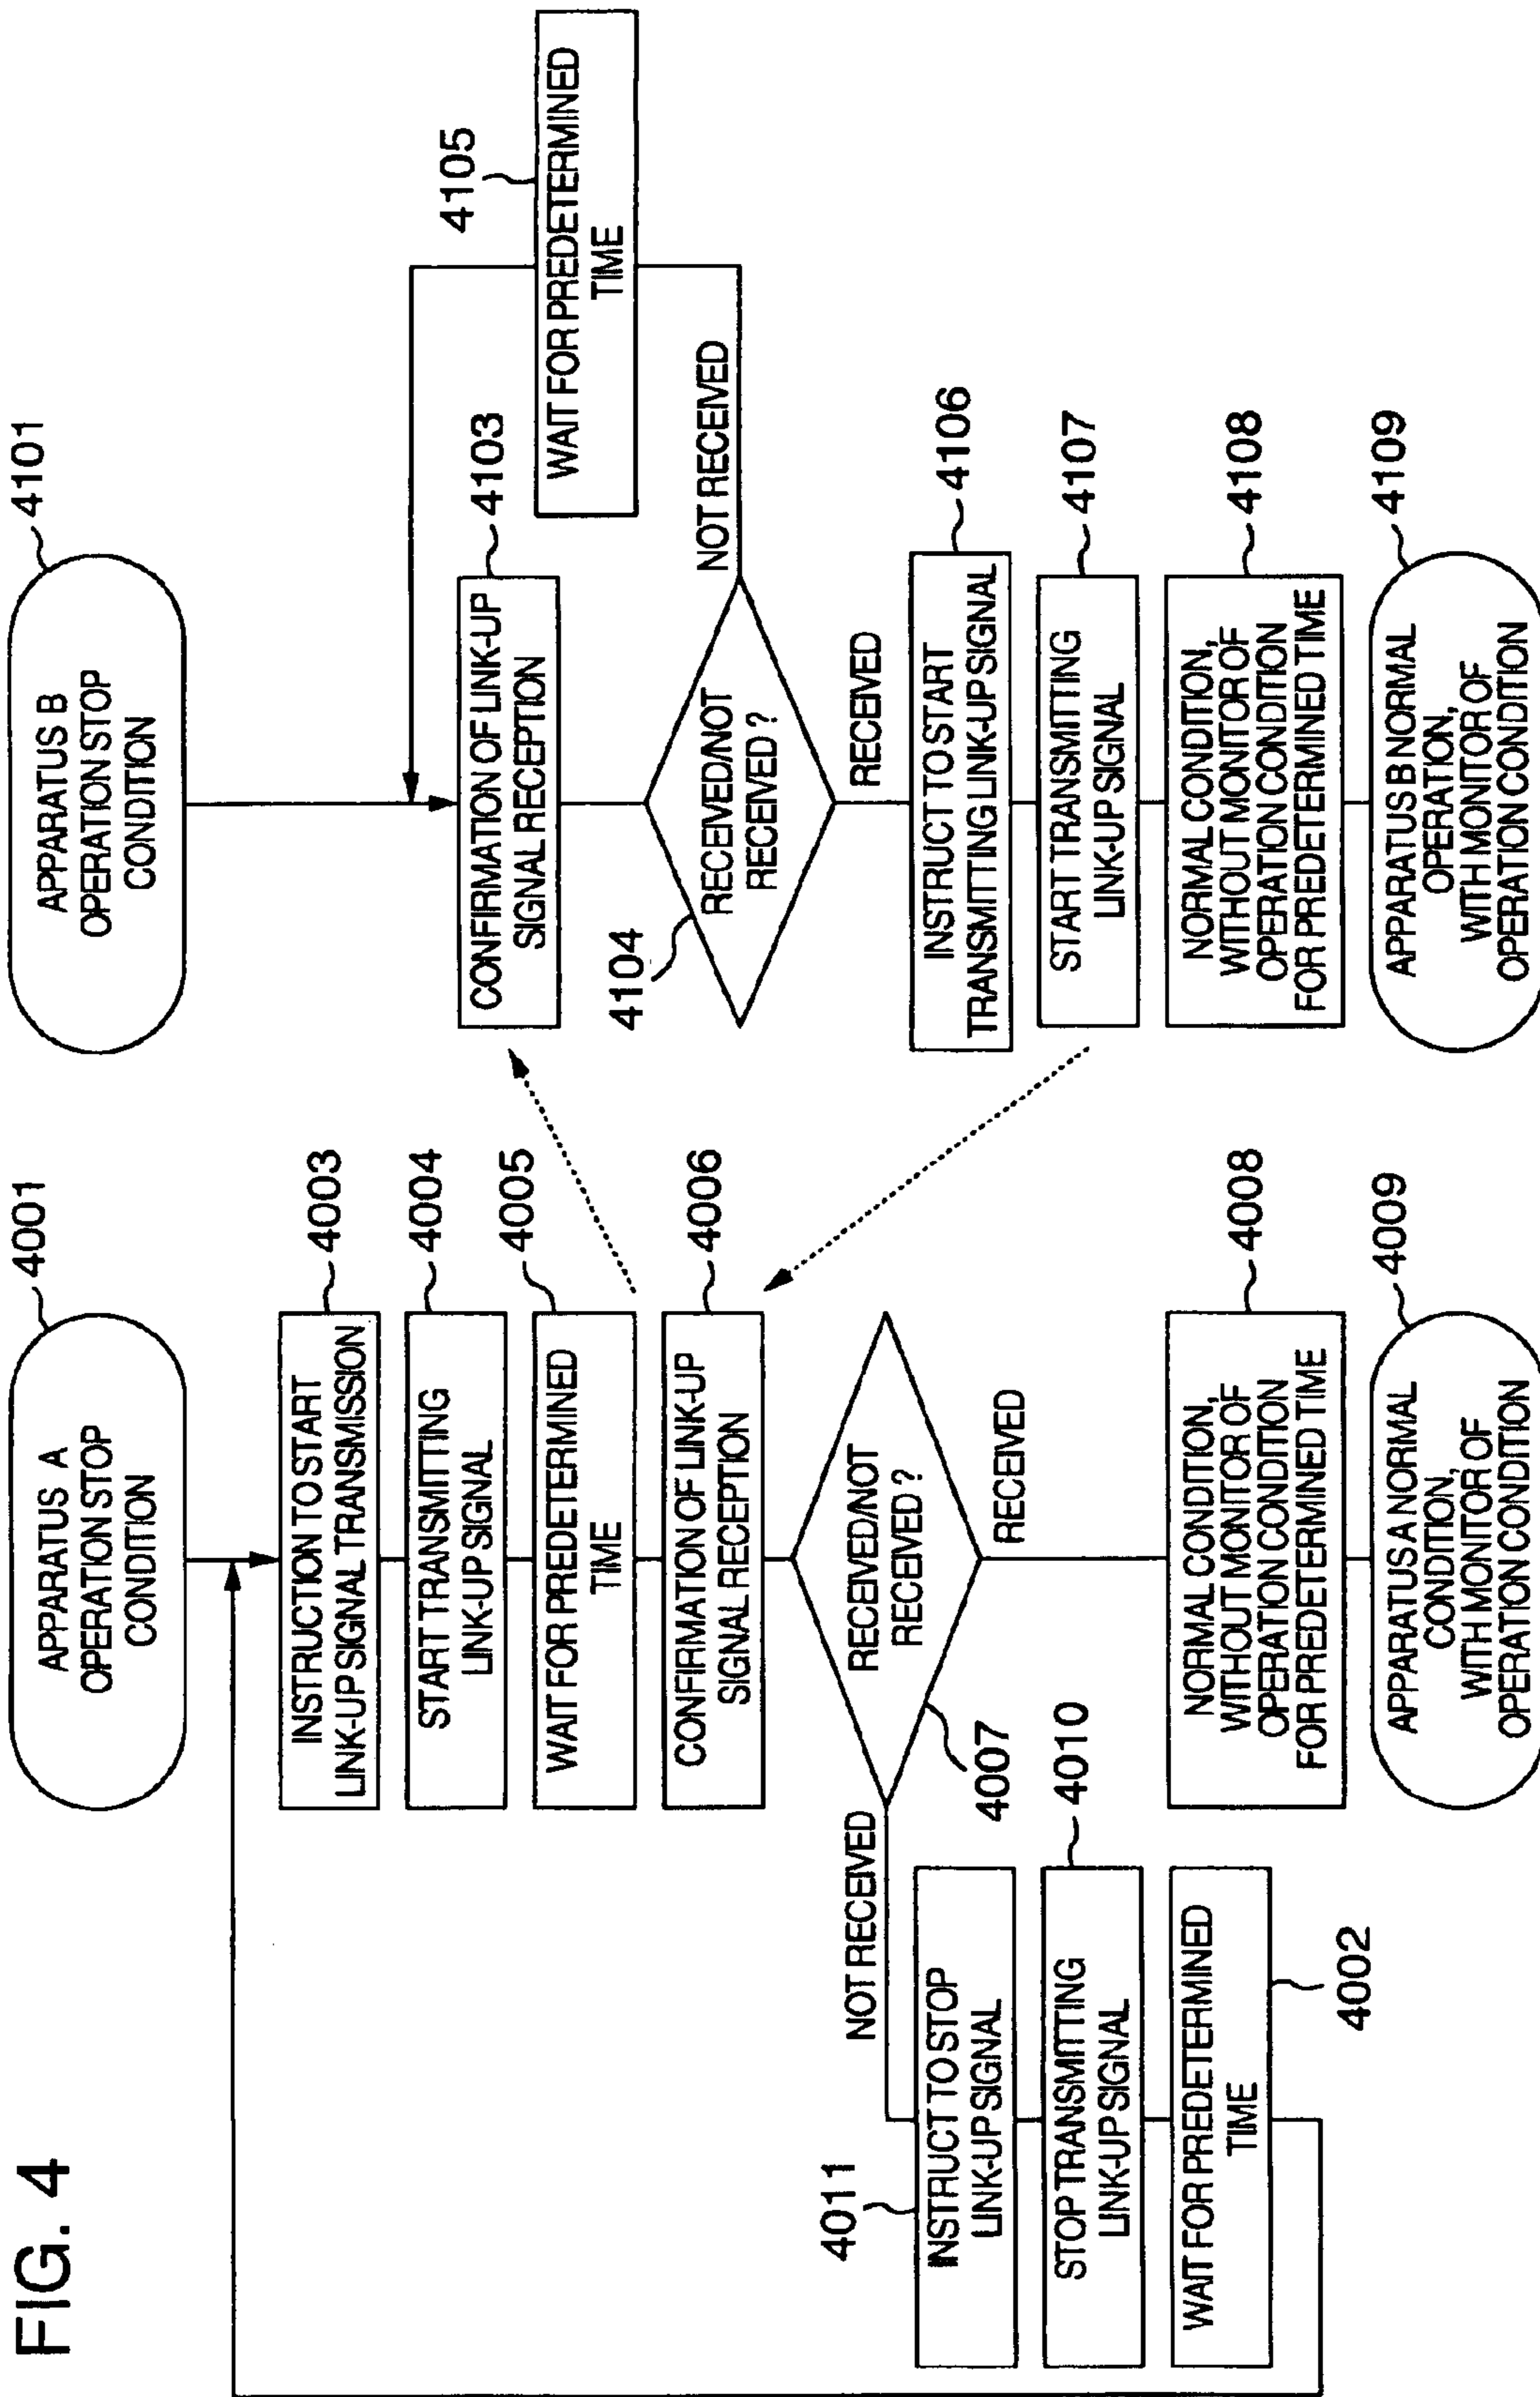 FIG. 4
APPARATUS A
OPERATION STOP
CONDITION
4001
INSTRUCTION TO START
LINK-UP SIGNAL TRANSMISSION
4003
START TRANSMITTING
LINK-UP SIGNAL
4004
WAIT FOR PREDETERMINED
TIME
4005
CONFIRMATION OF LINK-UP
SIGNAL RECEPTION
4006
RECEIVED/NOT
RECEIVED ?
4007
NOT RECEIVED
RECEIVED
4011
INSTRUCT TO STOP
LINK-UP SIGNAL
STOP TRANSMITTING
LINK-UP SIGNAL
4010
WAIT FOR PREDETERMINED
TIME
4002
NORMAL CONDITION,
WITHOUT MONITOR OF
OPERATION CONDITION
FOR PREDETERMINED TIME
4008
APPARATUS A NORMAL
CONDITION,
WITH MONITOR OF
OPERATION CONDITION
4009
APPARATUS B
OPERATION STOP
CONDITION
4101
CONFIRMATION OF LINK-UP
SIGNAL RECEPTION
4103
4105
WAIT FOR PREDETERMINED
TIME
4104
RECEIVED/NOT
RECEIVED ?
NOT RECEIVED
RECEIVED
INSTRUCT TO START
TRANSMITTING LINK-UP SIGNAL
4106
START TRANSMITTING
LINK-UP SIGNAL
4107
NORMAL CONDITION,
WITHOUT MONITOR OF
OPERATION CONDITION
FOR PREDETERMINED TIME
4108
APPARATUS B NORMAL
OPERATION,
WITH MONITOR OF
OPERATION CONDITION
4109